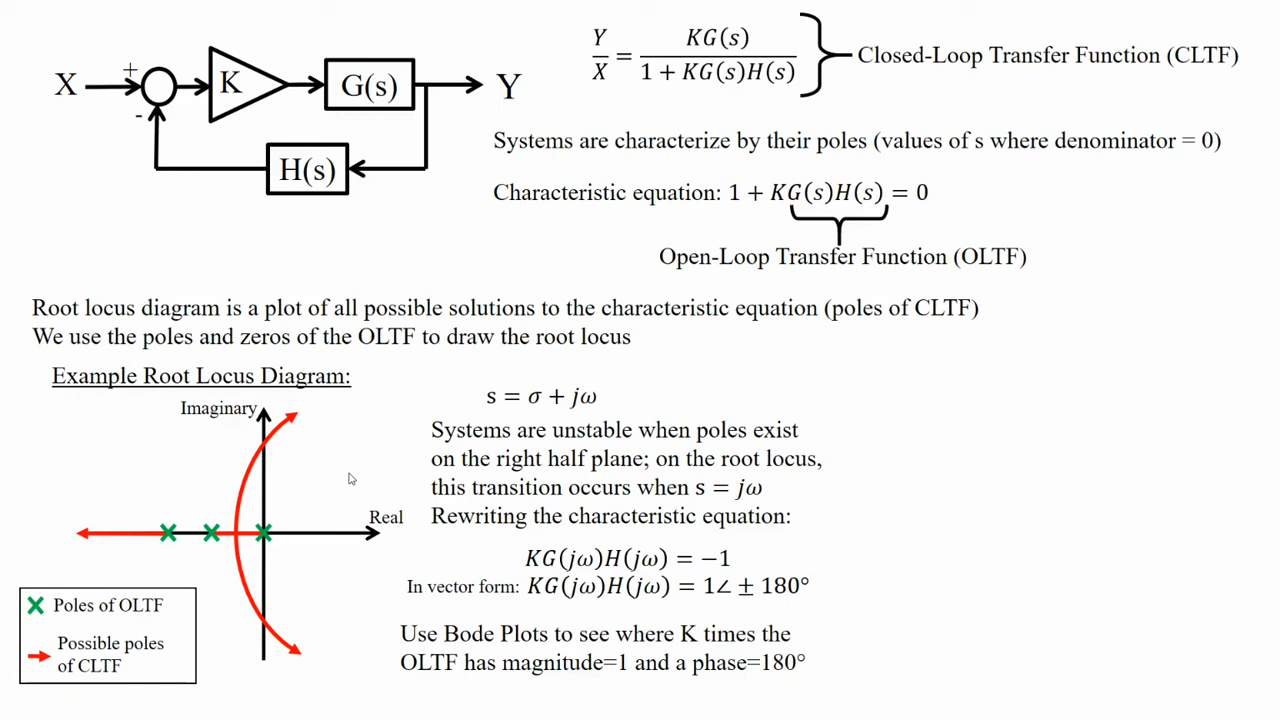 X
+
-
K
G(s)
Y
H(s)
Y/X = KG(s)/(1 + KG(s)H(s))
Closed-Loop Transfer Function (CLTF)
Systems are characterize by their poles (values of s where denominator = 0)
Characteristic equation: 1 + KG(s)H(s) = 0
Open-Loop Transfer Function (OLTF)
Root locus diagram is a plot of all possible solutions to the characteristic equation (poles of CLTF)
We use the poles and zeros of the OLTF to draw the root locus
Example Root Locus Diagram:
Imaginary
Real
Poles of OLTF
Possible poles
of CLTF
s = σ + jω
Systems are unstable when poles exist
on the right half plane; on the root locus,
this transition occurs when s = jω
Rewriting the characteristic equation:
KG(jω)H(jω) = −1
In vector form: KG(jω)H(jω) = 1∠ ± 180°
Use Bode Plots to see where K times the
OLTF has magnitude=1 and a phase=180°